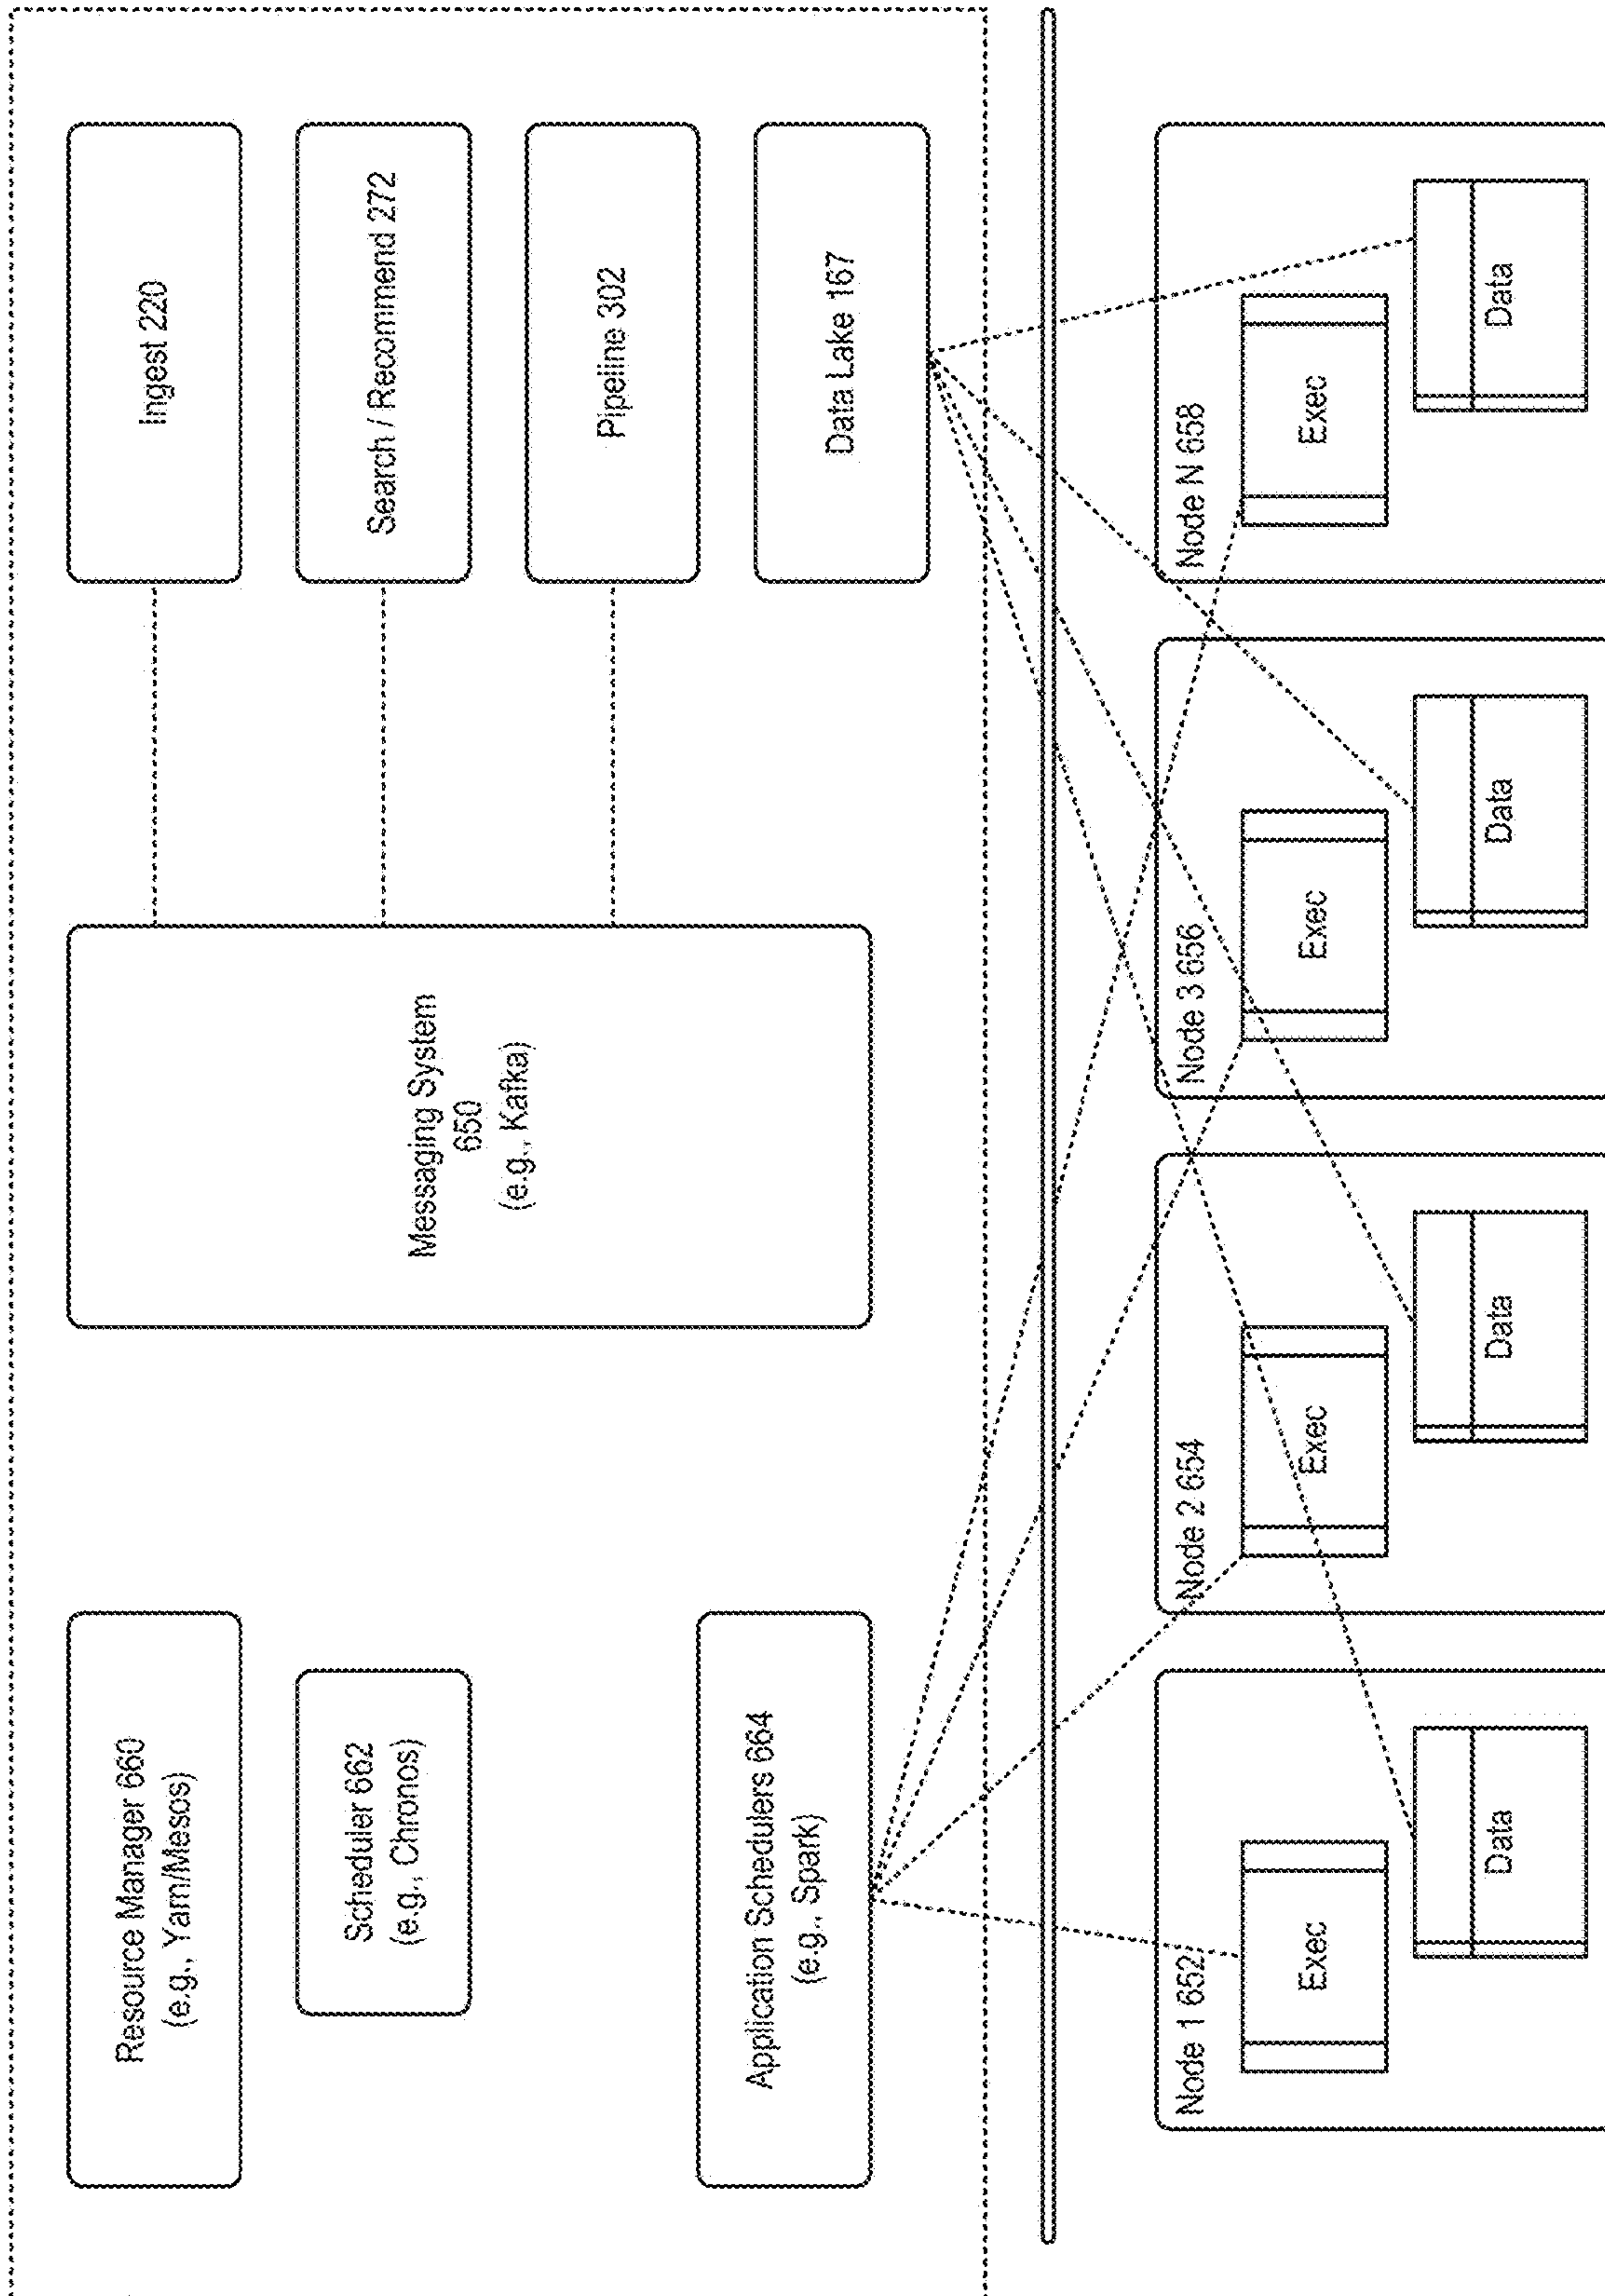 Resource Manager 660
(e.g., Yarn/Mesos)
Scheduler 662
(e.g., Chronos)
Application Schedulers 664
(e.g., Spark)
Messaging System
650
(e.g., Kafka)
Ingest 220
Search / Recommend 272
Pipeline 302
Data Lake 167
Node 1 652
Exec
Data
Node 2 654
Exec
Data
Node 3 656
Exec
Data
Node N 658
Exec
Data